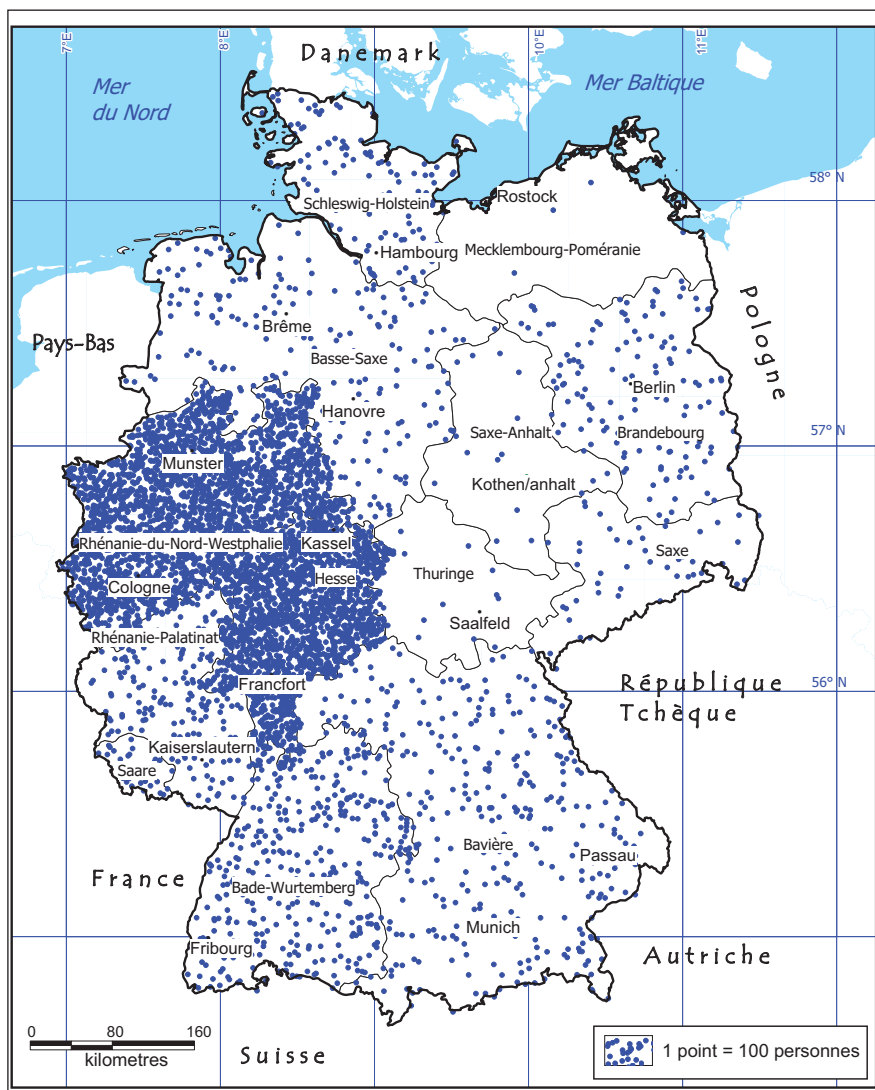 7°E
8°E
10°E
11°E
Danemark
Mer
du Nord
Mer Baltique
58° N
Schleswig-Holstein
Rostock
Hambourg
Mecklembourg-Poméranie
Pologne
Brême
Pays-Bas
Basse-Saxe
Berlin
Hanovre
57° N
Saxe-Anhalt
Brandebourg
Munster
Kothen/anhalt
Rhénanie-du-Nord-Westphalie
Kassel
Saxe
Cologne
Hesse
Thuringe
Saalfeld
Rhénanie-Palatinat
Francfort
56° N
République
Tchèque
Kaiserslautern
Saare
Bavière
Passau
France
Bade-Wurtemberg
Munich
Fribourg
Autriche
0 80 160
kilometres
Suisse
1 point = 100 personnes